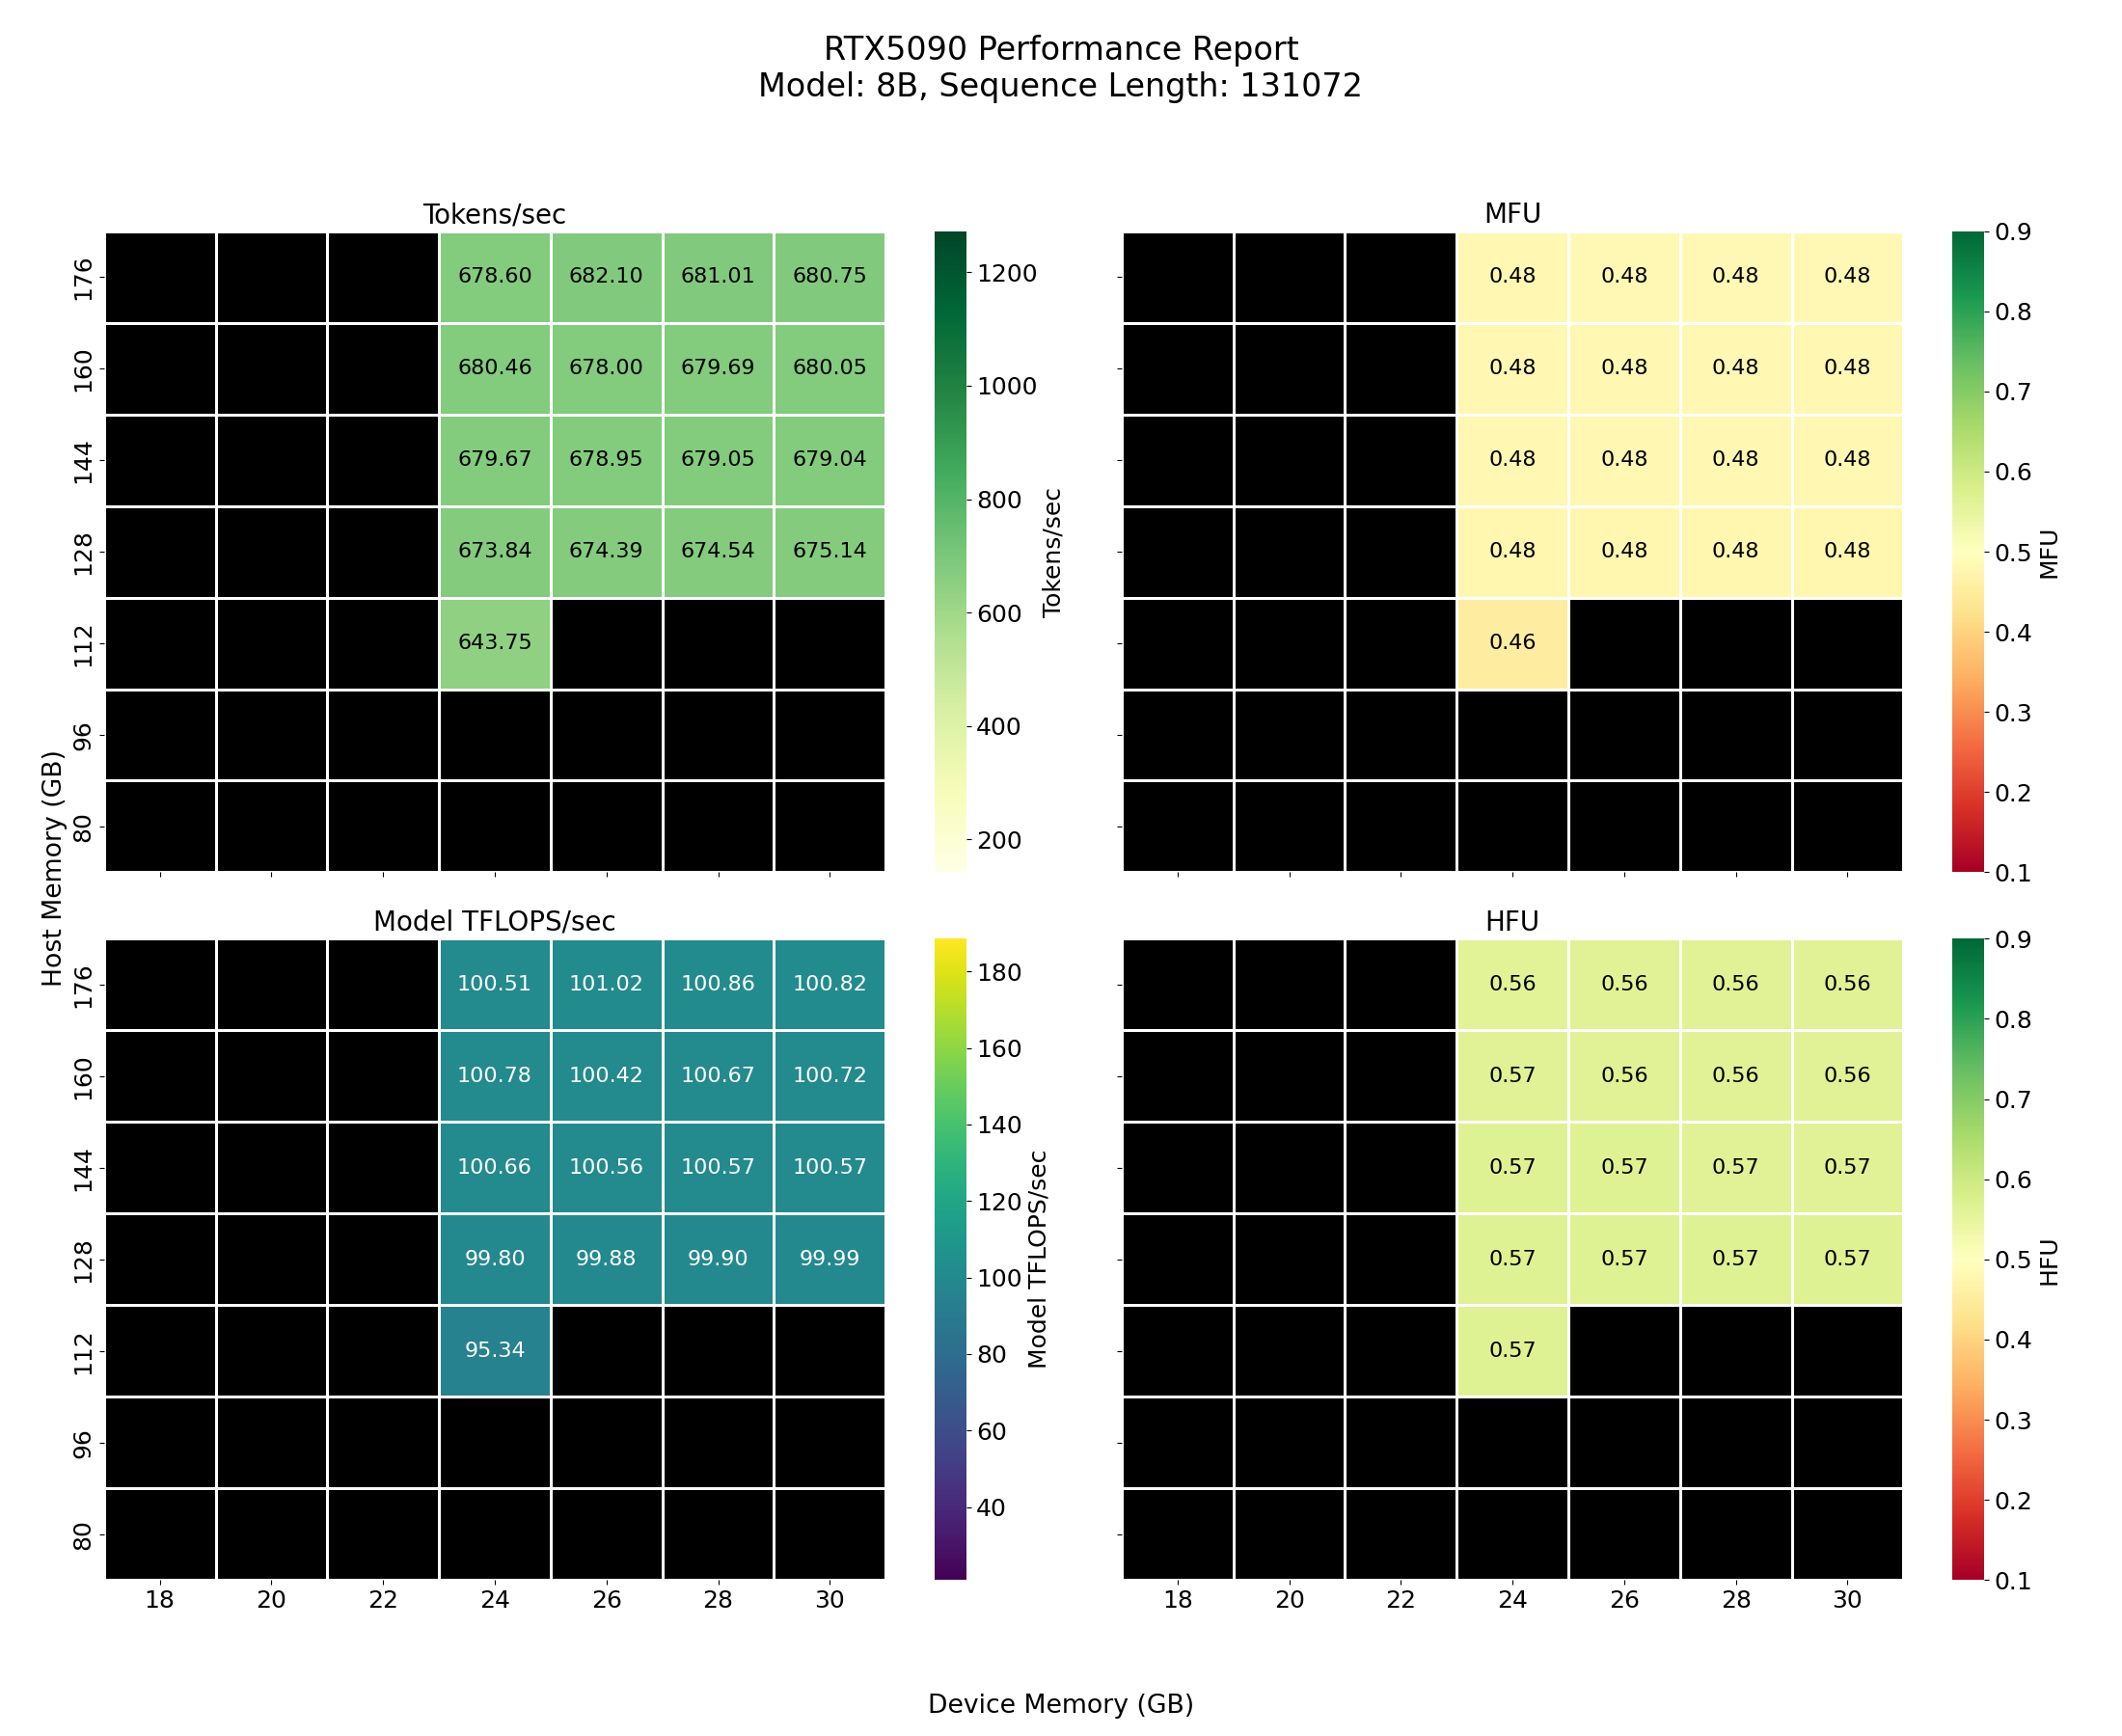 RTX5090 Performance Report
Model: 8B, Sequence Length: 131072
Tokens/sec
176
678.60 682.10 681.01 680.75
160
680.46 678.00 679.69 680.05
144
679.67 678.95 679.05 679.04
128
673.84 674.39 674.54 675.14
112
643.75
96
80
1200
1000
800
600
400
200
Tokens/sec
MFU
0.48 0.48 0.48 0.48
0.48 0.48 0.48 0.48
0.48 0.48 0.48 0.48
0.48 0.48 0.48 0.48
0.46
0.9
0.8
0.7
0.6
0.5
0.4
0.3
0.2
0.1
MFU
Host Memory (GB)
Model TFLOPS/sec
176
100.51 101.02 100.86 100.82
160
100.78 100.42 100.67 100.72
144
100.66 100.56 100.57 100.57
128
99.80 99.88 99.90 99.99
112
95.34
96
80
18 20 22 24 26 28 30
180
160
140
120
100
80
60
40
Model TFLOPS/sec
HFU
0.56 0.56 0.56 0.56
0.57 0.56 0.56 0.56
0.57 0.57 0.57 0.57
0.57 0.57 0.57 0.57
0.57
18 20 22 24 26 28 30
0.9
0.8
0.7
0.6
0.5
0.4
0.3
0.2
0.1
HFU
Device Memory (GB)